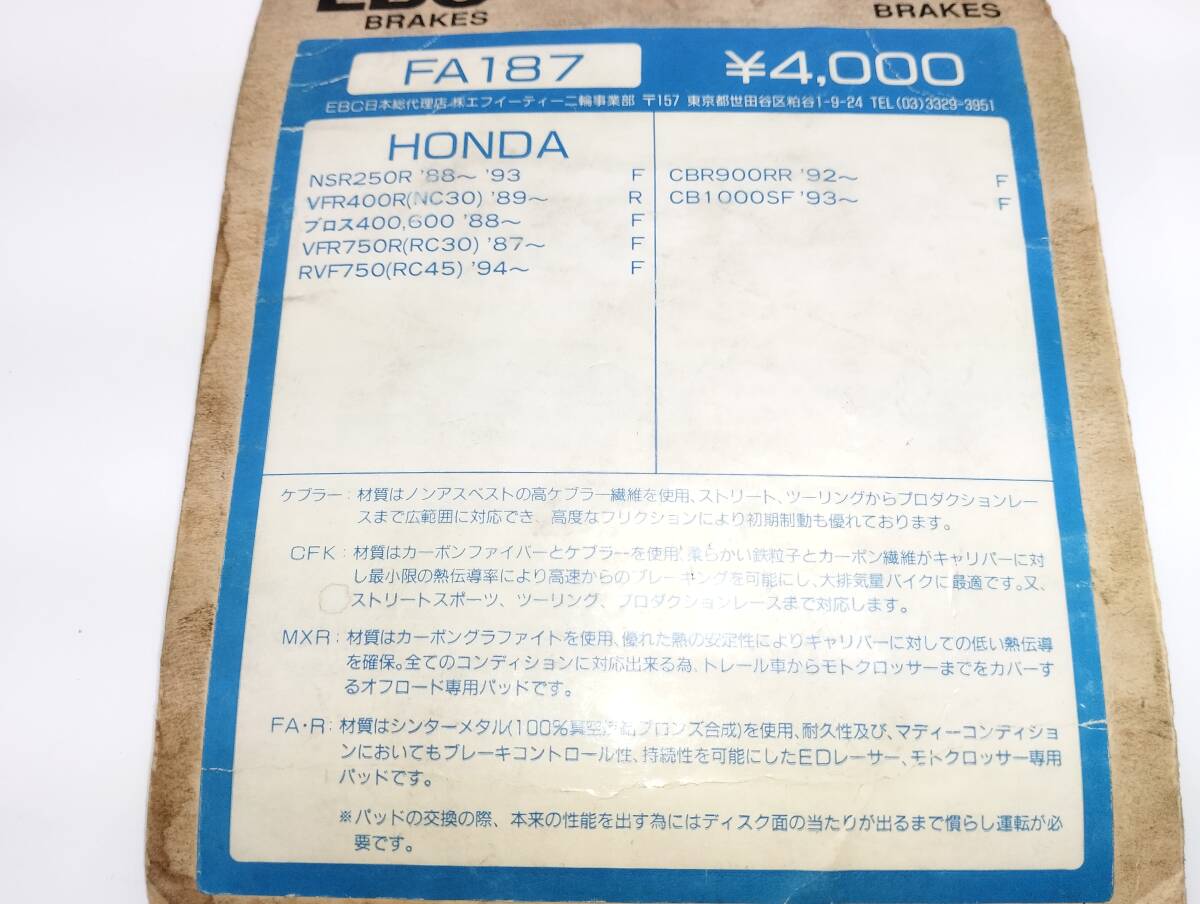 EBC
BRAKES
BRAKES
FA187
¥4,000
EBC日本総代理店 ㈱エフイーティー二輪事業部 〒157 東京都世田谷区粕谷1-9-24 TEL(03)3329-3951
HONDA
NSR250R '88～'93 F
VFR400R(NC30) '89～ R
ブロス400,600 '88～ F
VFR750R(RC30) '87～ F
RVF750(RC45) '94～ F
CBR900RR '92～ F
CB1000SF '93～ F
ケブラー：材質はノンアスベストの高ケブラー繊維を使用、ストリート、ツーリングからプロダクションレー
スまで広範囲に対応でき、高度なフリクションにより初期制動も優れております。
CFK：材質はカーボンファイバーとケブラーを使用、柔らかい鉄粒子とカーボン繊維がキャリパーに対
し最小限の熱伝導率により高速からのブレーキングを可能にし、大排気量バイクに最適です。又、
ストリートスポーツ、ツーリング、プロダクションレースまで対応します。
MXR：材質はカーボングラファイトを使用、優れた熱の安定性によりキャリパーに対しての低い熱伝導
を確保。全てのコンディションに対応出来る為、トレール車からモトクロッサーまでをカバーす
るオフロード専用パッドです。
FA・R：材質はシンターメタル(100%真空 ブロンズ合成)を使用、耐久性及び、マディーコンディショ
ンにおいてもブレーキコントロール性、持続性を可能にしたEDレーサー、モトクロッサー専用
パッドです。
※パッドの交換の際、本来の性能を出す為にはディスク面の当たりが出るまで慣らし運転が必
要です。